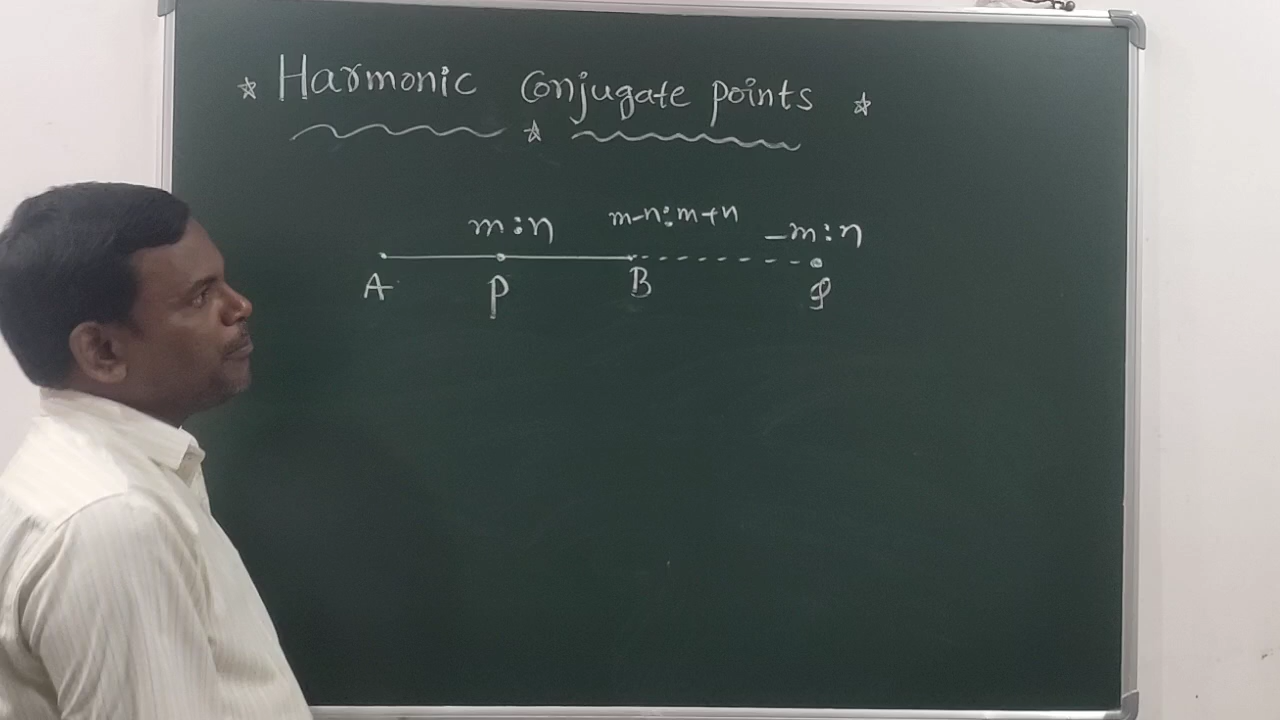 ☆ Harmonic Conjugate points ☆
☆
m:n m-n:m+n -m:n
A P B Q